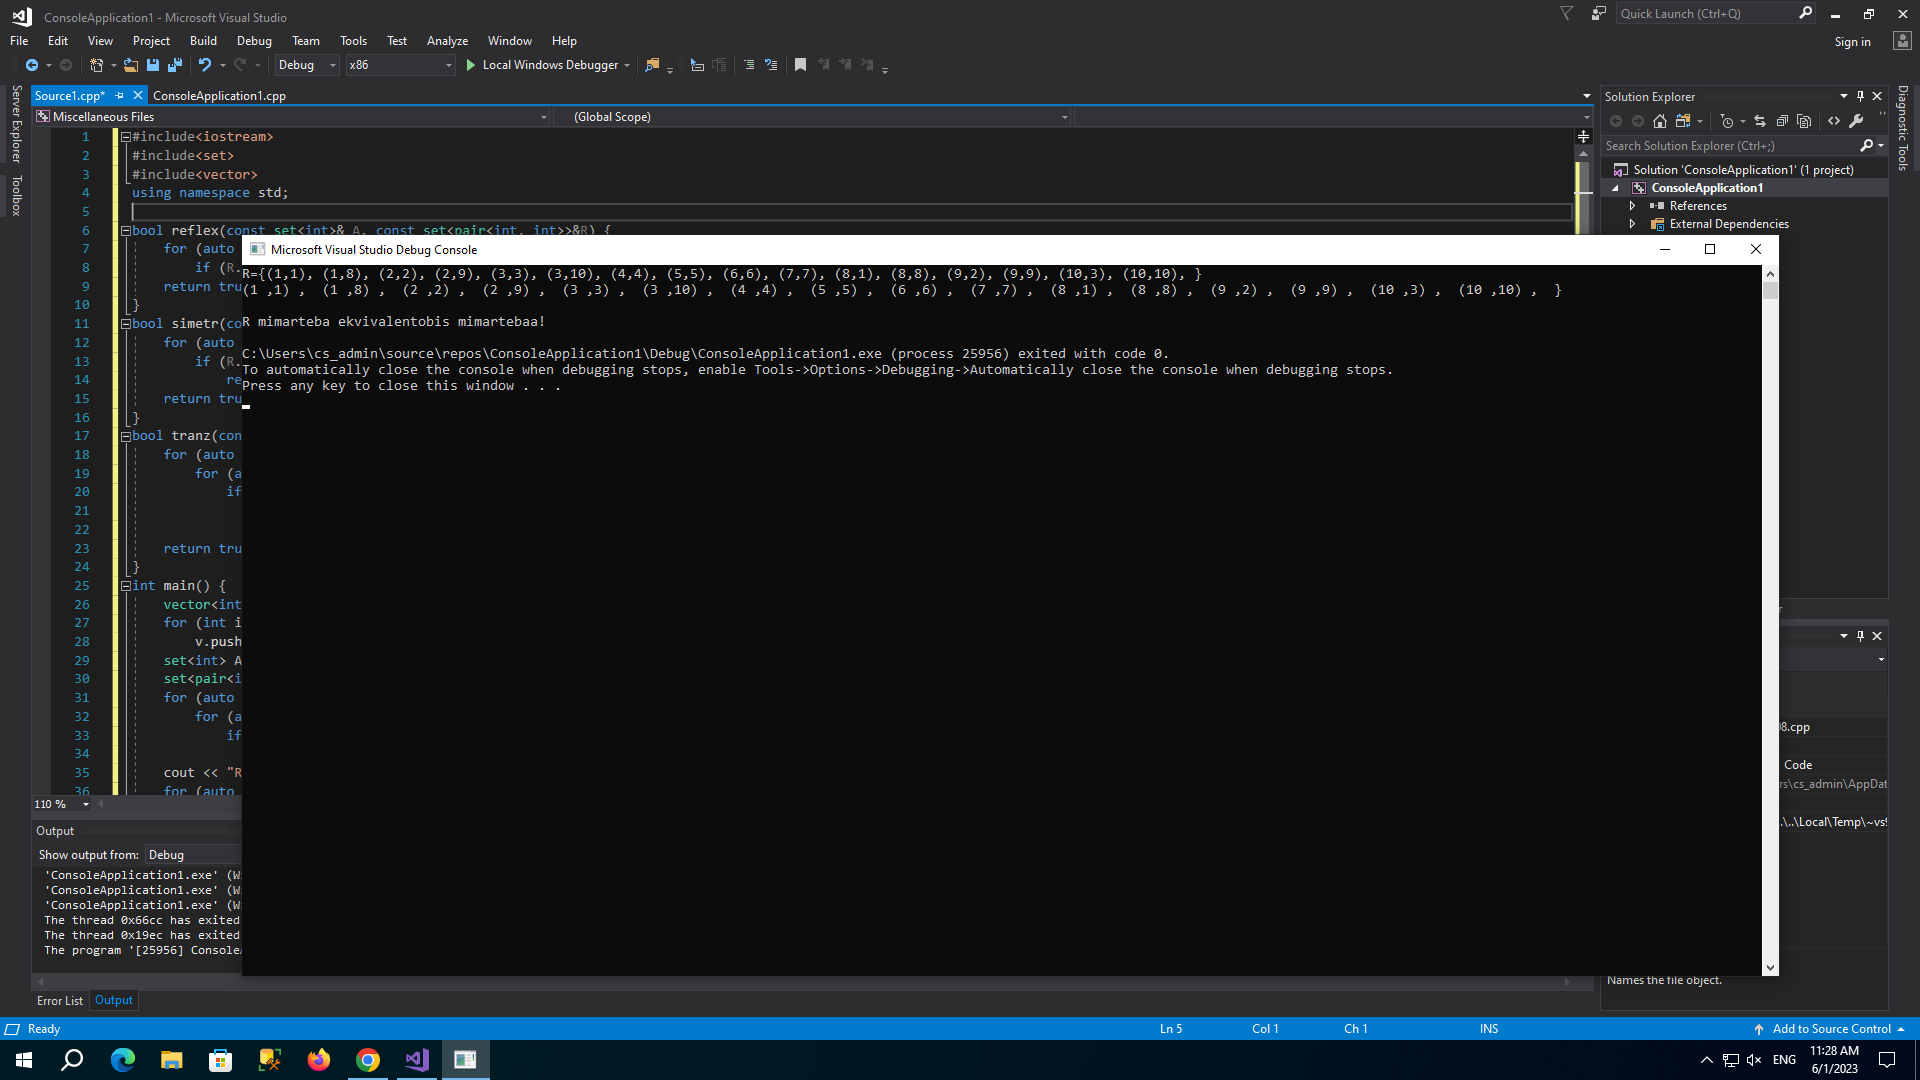 ConsoleApplication1 - Microsoft Visual Studio
Quick Launch (Ctrl+Q)
File Edit View Project Build Debug Team Tools Test Analyze Window Help
Sign in
Debug x86 Local Windows Debugger
Server Explorer
Toolbox
Source1.cpp* ConsoleApplication1.cpp
Miscellaneous Files (Global Scope)
1 #include<iostream>
2 #include<set>
3 #include<vector>
4 using namespace std;
5
6 bool reflex(const set<int>& A, const set<pair<int, int>>&R) {
7 for (auto
8 if (R.
9 return tru
10 }
11 bool simetr(co
12 for (auto
13 if (R.
14 re
15 return tru
16 }
17 bool tranz(con
18 for (auto
19 for (a
20 if
21
22
23 return tru
24 }
25 int main() {
26 vector<int
27 for (int i
28 v.push
29 set<int> A
30 set<pair<i
31 for (auto
32 for (a
33 if
34
35 cout << "R
36 for (auto
110 %
Microsoft Visual Studio Debug Console
R={(1,1), (1,8), (2,2), (2,9), (3,3), (3,10), (4,4), (5,5), (6,6), (7,7), (8,1), (8,8), (9,2), (9,9), (10,3), (10,10), }
(1 ,1) , (1 ,8) , (2 ,2) , (2 ,9) , (3 ,3) , (3 ,10) , (4 ,4) , (5 ,5) , (6 ,6) , (7 ,7) , (8 ,1) , (8 ,8) , (9 ,2) , (9 ,9) , (10 ,3) , (10 ,10) , }
R mimarteba ekvivalentobis mimartebaa!
C:\Users\cs_admin\source\repos\ConsoleApplication1\Debug\ConsoleApplication1.exe (process 25956) exited with code 0.
To automatically close the console when debugging stops, enable Tools->Options->Debugging->Automatically close the console when debugging stops.
Press any key to close this window . . .
Output
Show output from: Debug
'ConsoleApplication1.exe' (W
'ConsoleApplication1.exe' (W
'ConsoleApplication1.exe' (W
The thread 0x66cc has exited
The thread 0x19ec has exited
The program '[25956] Console
Error List Output
Solution Explorer
Search Solution Explorer (Ctrl+;)
Solution 'ConsoleApplication1' (1 project)
ConsoleApplication1
References
External Dependencies
8.cpp
Code
rs\cs_admin\AppDat
.\..\Local\Temp\~vs
Names the file object.
Diagnostic Tools
Ready Ln 5 Col 1 Ch 1 INS Add to Source Control
ENG 11:28 AM
6/1/2023